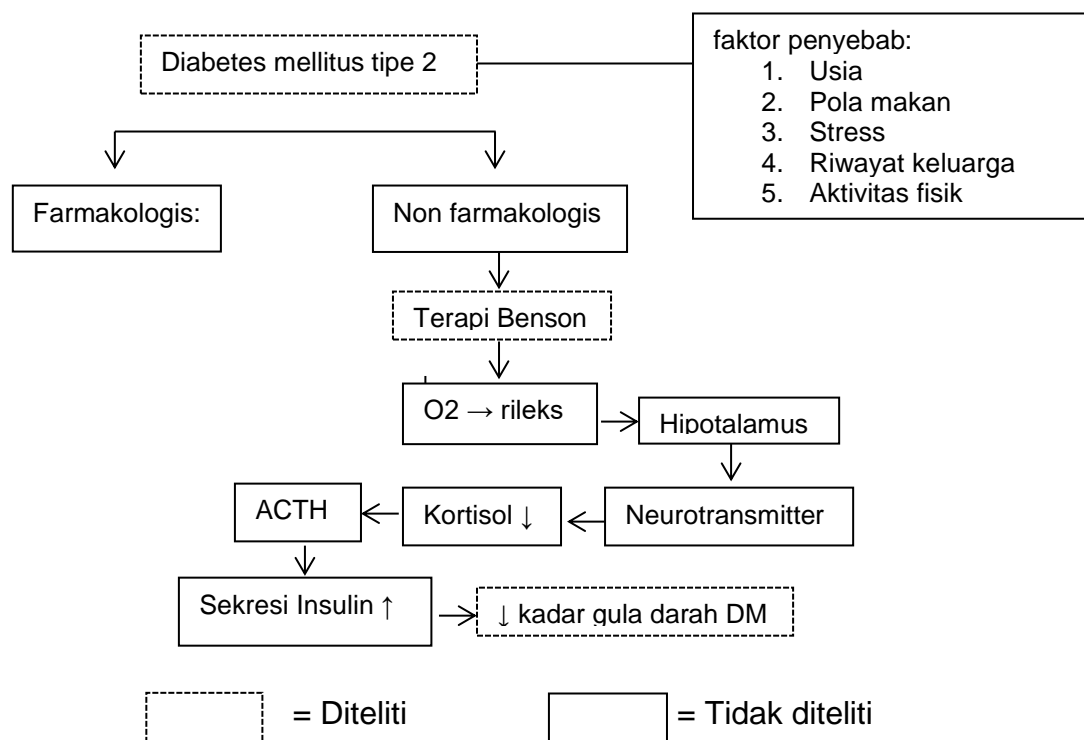 Diabetes mellitus tipe 2
faktor penyebab:
1. Usia
2. Pola makan
3. Stress
4. Riwayat keluarga
5. Aktivitas fisik
Farmakologis:
Non farmakologis
Terapi Benson
O2 → rileks
Hipotalamus
ACTH
Kortisol ↓
Neurotransmitter
Sekresi Insulin ↑
↓ kadar gula darah DM
= Diteliti
= Tidak diteliti